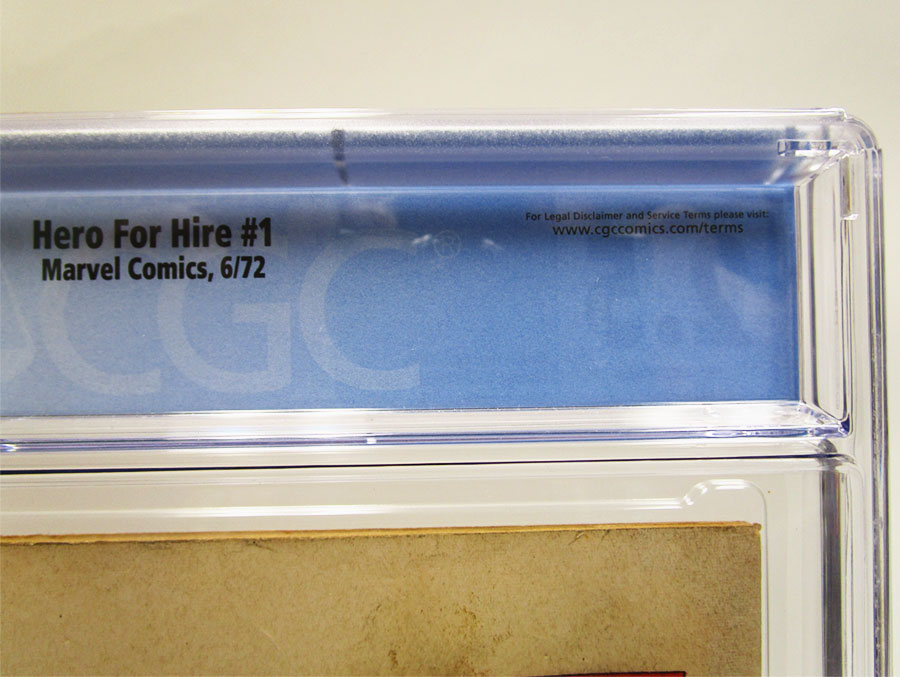 Hero For Hire #1
Marvel Comics, 6/72
For Legal Disclaimer and Service Terms please visit:
www.cgccomics.com/terms
CGC®